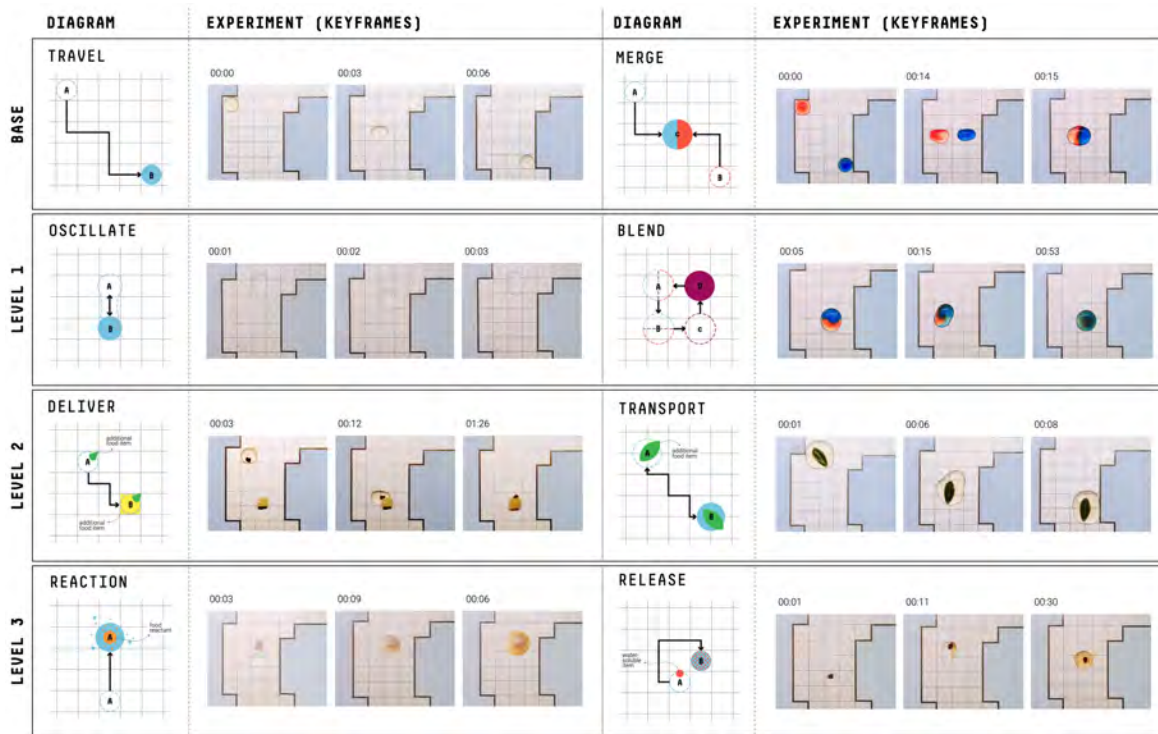 DIAGRAM
EXPERIMENT (KEYFRAMES)
DIAGRAM
EXPERIMENT (KEYFRAMES)
BASE
TRAVEL
A
B
00:00
00:03
00:06
MERGE
A
c
B
00:00
00:14
00:15
LEVEL 1
OSCILLATE
A
B
00:01
00:02
00:03
BLEND
A
D
B
c
00:05
00:15
00:53
LEVEL 2
DELIVER
additional
food item
A
B
additional
food item
00:03
00:12
01:26
TRANSPORT
additional
food item
A
B
00:01
00:06
00:08
LEVEL 3
REACTION
A
food
reactant
A
00:03
00:09
00:06
RELEASE
water-
soluble
item
B
A
00:01
00:11
00:30